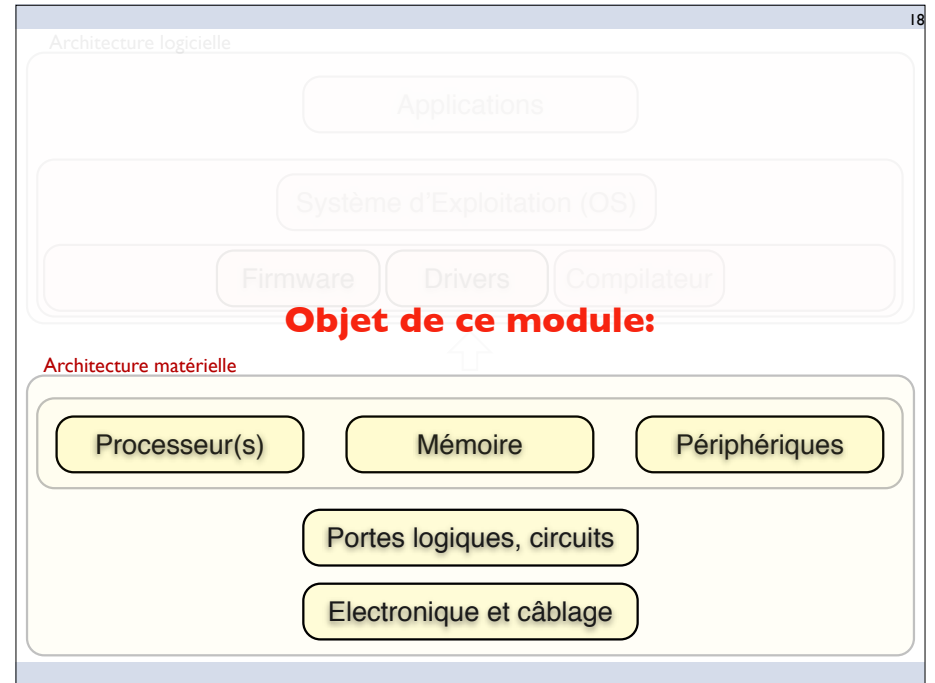 18
Architecture logicielle
Applications
Système d'Exploitation (OS)
Firmware Drivers Compilateur
Objet de ce module:
Architecture matérielle
Processeur(s) Mémoire Périphériques
Portes logiques, circuits
Electronique et câblage